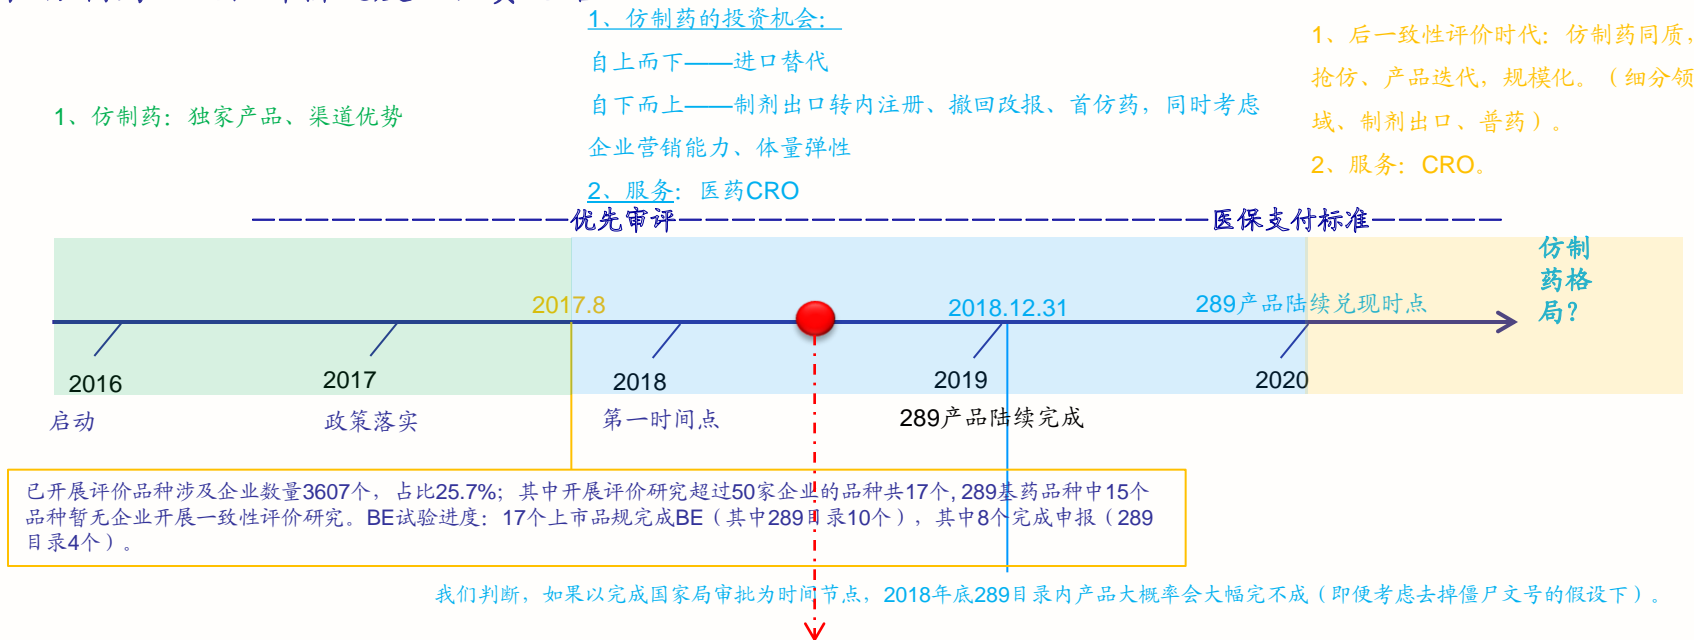 1、仿制药的投资机会：
自上而下——进口替代
自下而上——制剂出口转内注册、撤回改报、首仿药，同时考虑
企业营销能力、体量弹性
2、服务：医药CRO
1、后一致性评价时代：仿制药同质，
抢仿、产品迭代，规模化。（细分领
域、制剂出口、普药）。
2、服务：CRO。
1、仿制药：独家产品、渠道优势
优先审评
医保支付标准
仿制
药格
局？
2017.8
2018.12.31
289产品陆续兑现时点
2016
2017
2018
2019
2020
启动
政策落实
第一时间点
289产品陆续完成
已开展评价品种涉及企业数量3607个，占比25.7%；其中开展评价研究超过50家企业的品种共17个,289基药品种中15个
品种暂无企业开展一致性评价研究。BE试验进度：17个上市品规完成BE（其中289目录10个），其中8个完成申报（289
目录4个）。
我们判断，如果以完成国家局审批为时间节点，2018年底289目录内产品大概率会大幅完不成（即便考虑去掉僵尸文号的假设下）。